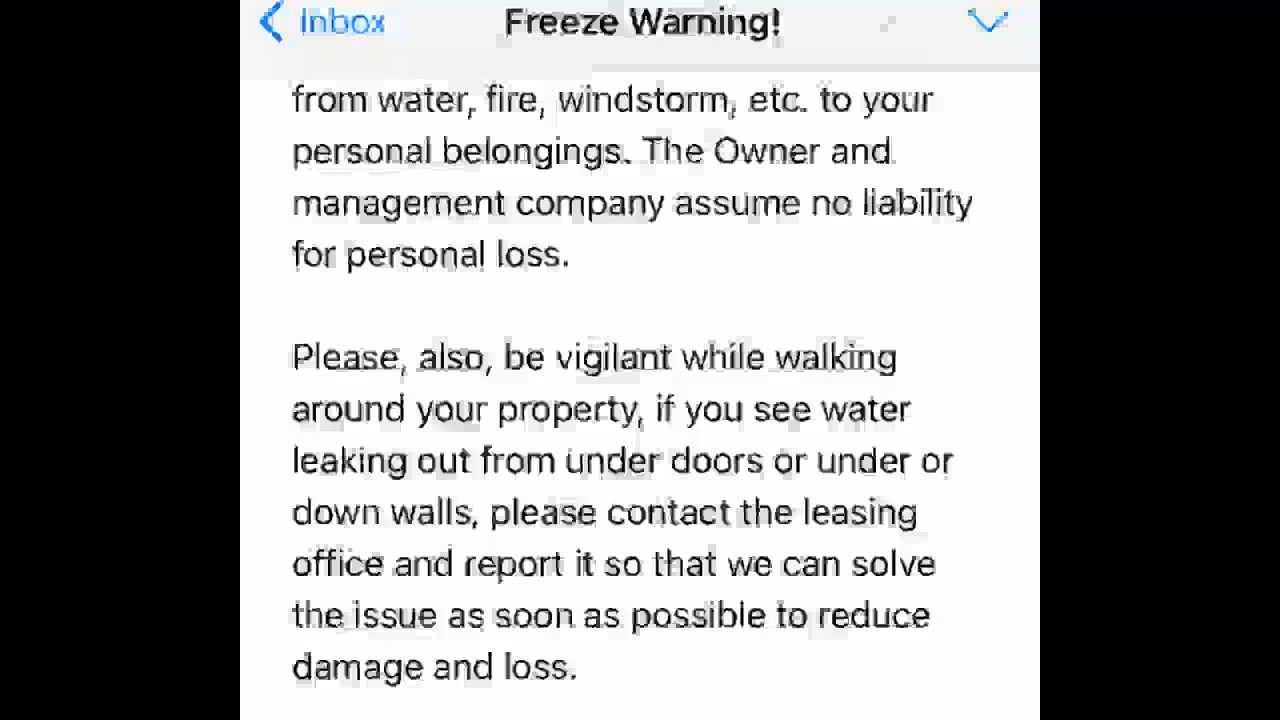 Inbox
Freeze Warning!
from water, fire, windstorm, etc. to your
personal belongings. The Owner and
management company assume no liability
for personal loss.
Please, also, be vigilant while walking
around your property, if you see water
leaking out from under doors or under or
down walls, please contact the leasing
office and report it so that we can solve
the issue as soon as possible to reduce
damage and loss.